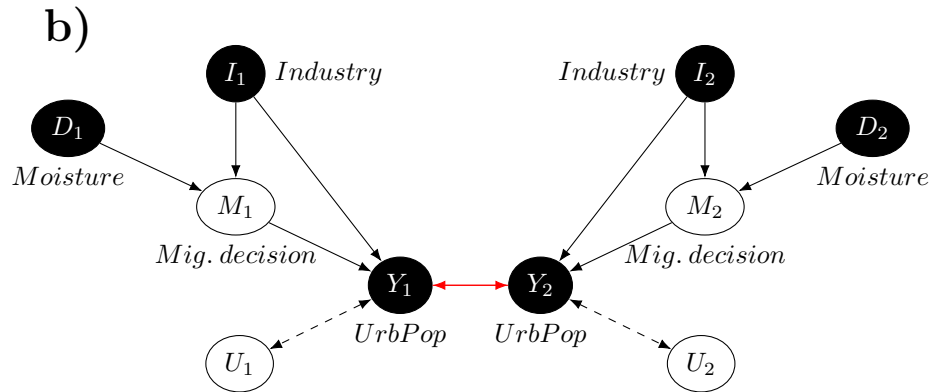 b)
I₁ Industry
Industry I₂
D₁
D₂
Moisture
Moisture
M₁
M₂
Mig. decision
Mig. decision
Y₁
Y₂
UrbPop
UrbPop
U₁
U₂